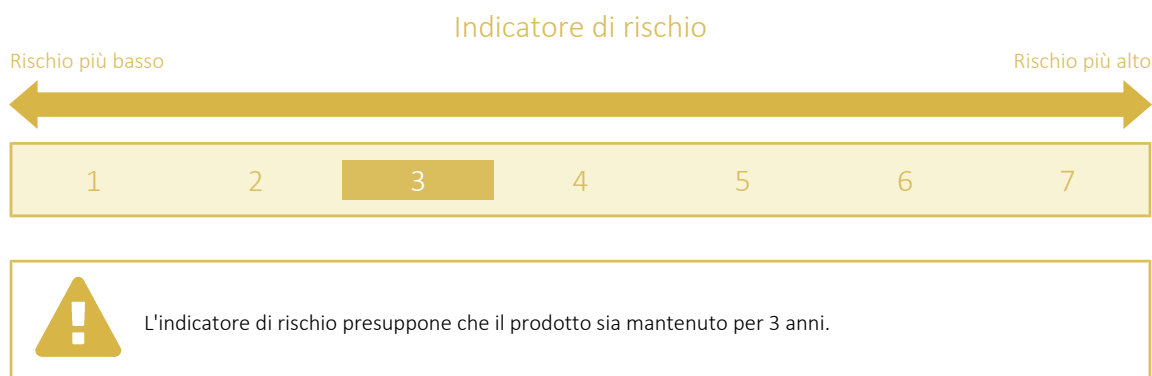 Indicatore di rischio
Rischio più basso Rischio più alto
1 2 3 4 5 6 7
L'indicatore di rischio presuppone che il prodotto sia mantenuto per 3 anni.